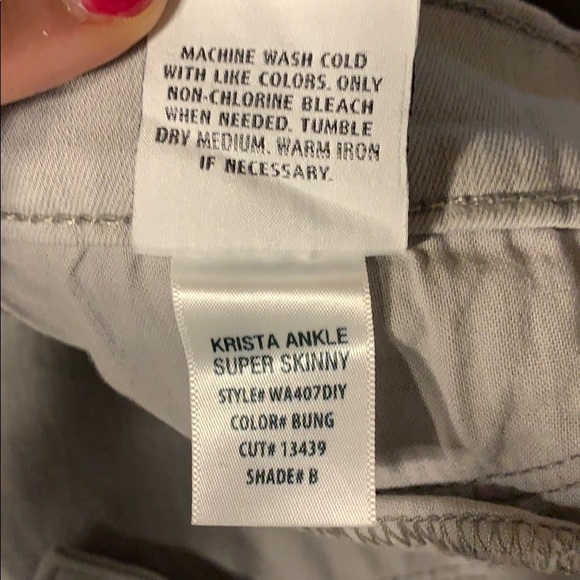 MACHINE WASH COLD
WITH LIKE COLORS. ONLY
NON-CHLORINE BLEACH
WHEN NEEDED. TUMBLE
DRY MEDIUM. WARM IRON
IF NECESSARY.
KRISTA ANKLE
SUPER SKINNY
STYLE# WA407DIY
COLOR# BUNG
CUT# 13439
SHADE# B